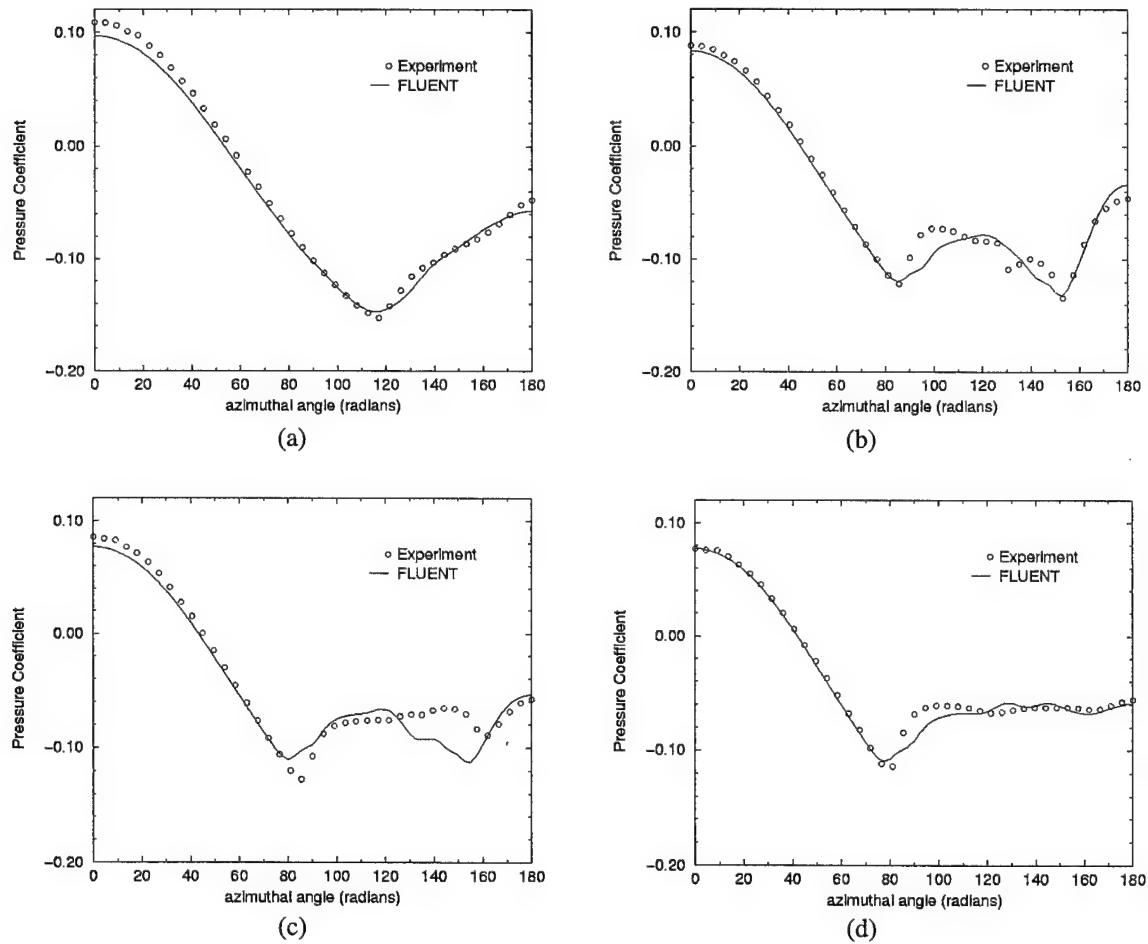 0.10
0.00
−0.10
−0.20
Pressure Coefficient
Experiment
FLUENT
0 20 40 60 80 100 120 140 160 180
azimuthal angle (radians)
(a)
0.10
0.00
−0.10
−0.20
Pressure Coefficient
Experiment
FLUENT
0 20 40 60 80 100 120 140 160 180
azimuthal angle (radians)
(b)
0.10
0.00
−0.10
−0.20
Pressure Coefficient
Experiment
FLUENT
0 20 40 60 80 100 120 140 160 180
azimuthal angle (radians)
(c)
0.10
0.00
−0.10
−0.20
Pressure Coefficient
Experiment
FLUENT
0 20 40 60 80 100 120 140 160 180
azimuthal angle (radians)
(d)